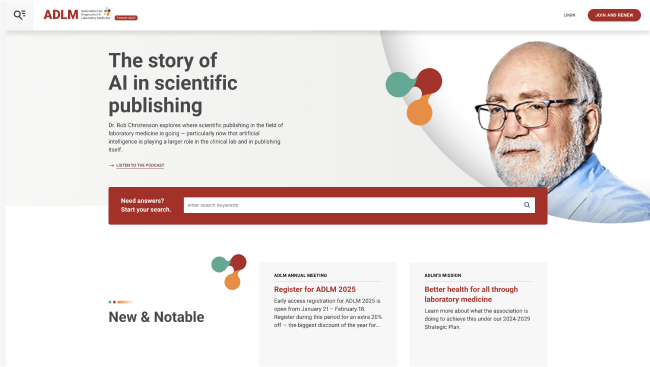 ADLM
Association for
Diagnostics &
Laboratory Medicine
LOGIN
JOIN AND RENEW
The story of
AI in scientific
publishing
Dr. Rob Christenson explores where scientific publishing in the field of
laboratory medicine is going — particularly now that artificial
intelligence is playing a larger role in the clinical lab and in publishing
itself.
→ LISTEN TO THE PODCAST
Need answers?
Start your search.
enter search keywords
New & Notable
ADLM ANNUAL MEETING
Register for ADLM 2025
Early access registration for ADLM 2025 is
open from January 21 – February 18.
Register during this period for an extra 20%
off — the biggest discount of the year for...
ADLM'S MISSION
Better health for all through
laboratory medicine
Learn more about what the association is
doing to achieve this under our 2024-2029
Strategic Plan.